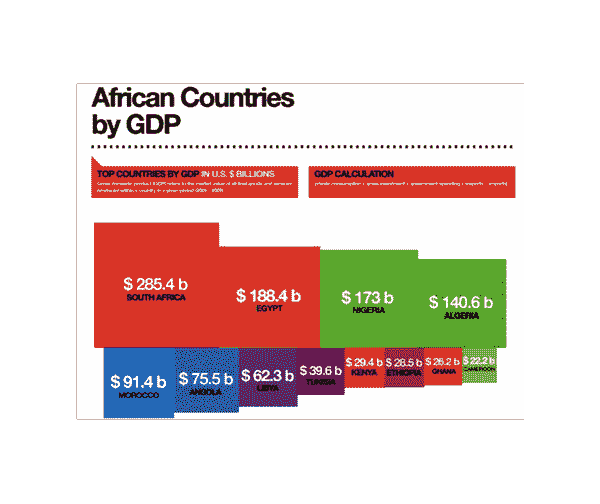 African Countries
by GDP
TOP COUNTRIES BY GDP IN U.S. $ BILLIONS
GDP CALCULATION
$ 285.4 b
SOUTH AFRICA
$ 188.4 b
EGYPT
$ 173 b
NIGERIA
$ 140.6 b
ALGERIA
$ 91.4 b
MOROCCO
$ 75.5 b
ANGOLA
$ 62.3 b
LIBYA
$ 39.6 b
TUNISIA
$ 29.4 b
KENYA
$ 28.5 b
ETHIOPIA
$ 26.2 b
GHANA
$ 22.2 b
CAMEROON